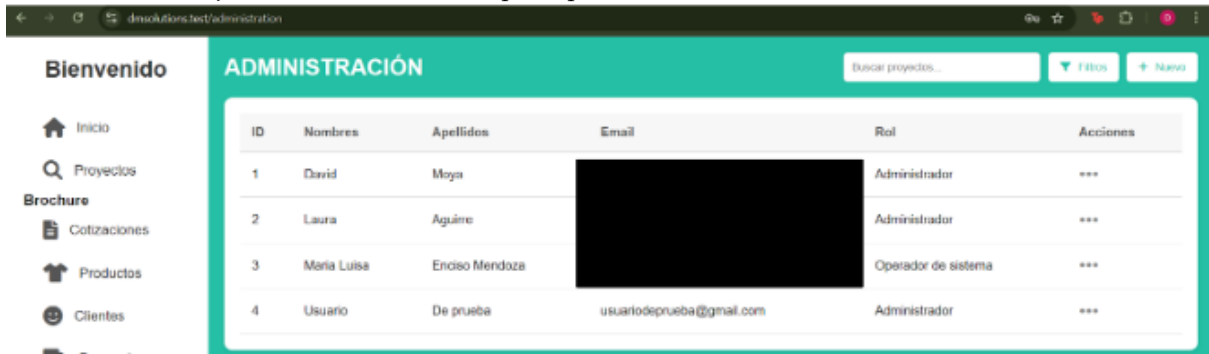 dmsolutions.test/administration
Bienvenido
ADMINISTRACIÓN
Buscar proyectos...
Filtros
+ Nuevo
Inicio
Proyectos
Brochure
Cotizaciones
Productos
Clientes
ID Nombres Apellidos Email Rol Acciones
1 David Moya Administrador
2 Laura Aguirre Administrador
3 Maria Luisa Enciso Mendoza Operador de sistema
4 Usuario De prueba usuariodeprueba@gmail.com Administrador